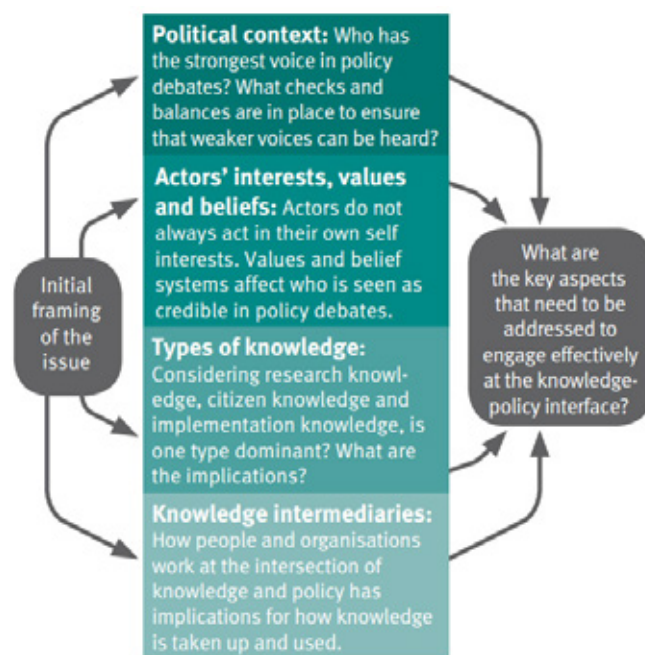 Political context: Who has
the strongest voice in policy
debates? What checks and
balances are in place to ensure
that weaker voices can be heard?
Actors' interests, values
and beliefs: Actors do not
always act in their own self
interests. Values and belief
systems affect who is seen as
credible in policy debates.
Types of knowledge:
Considering research knowl-
edge, citizen knowledge and
implementation knowledge, is
one type dominant? What are
the implications?
Knowledge intermediaries:
How people and organisations
work at the intersection of
knowledge and policy has
implications for how knowledge
is taken up and used.
Initial
framing
of the
issue
What are
the key aspects
that need to be
addressed to
engage effectively
at the knowledge-
policy interface?